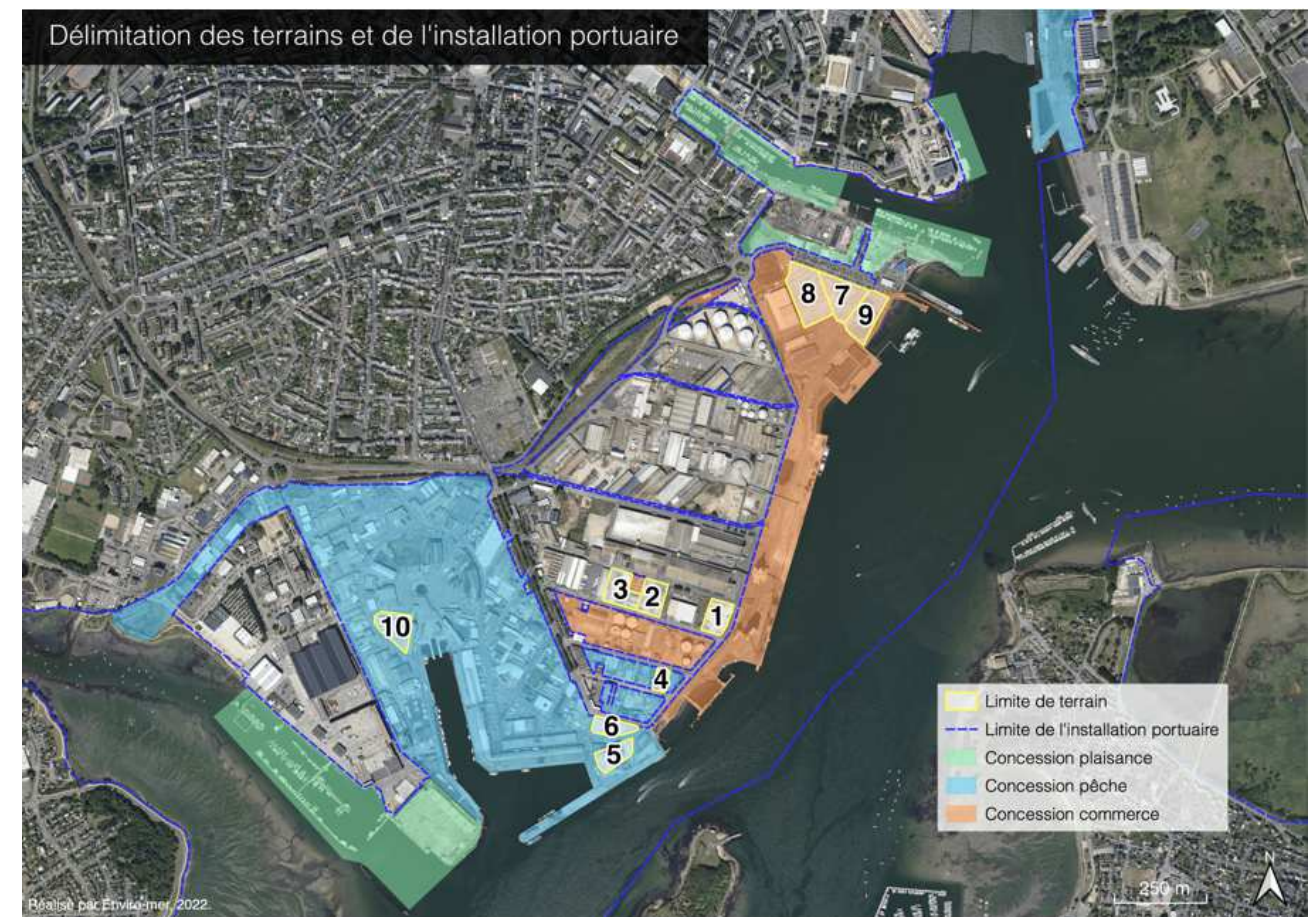 Délimitation des terrains et de l'installation portuaire
8
7
9
3
2
1
10
4
6
5
Limite de terrain
Limite de l'installation portuaire
Concession plaisance
Concession pêche
Concession commerce
N
250 m
Réalisé par Enviro-mer, 2022.